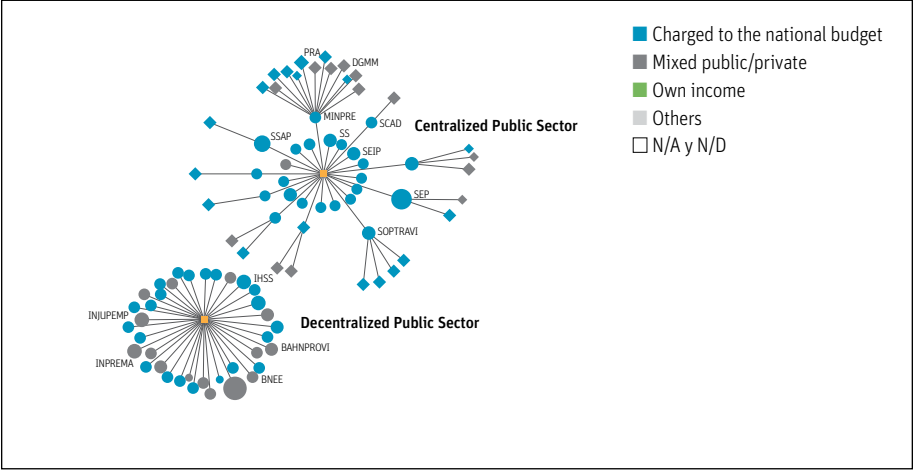 Charged to the national budget
Mixed public/private
Own income
Others
N/A y N/D
PRA
DGMM
MINPRE
SCAD
Centralized Public Sector
SSAP
SS
SEIP
SEP
SOPTRAVI
IHSS
INJUPEMP
Decentralized Public Sector
BAHNPROVI
INPREMA
BNEE